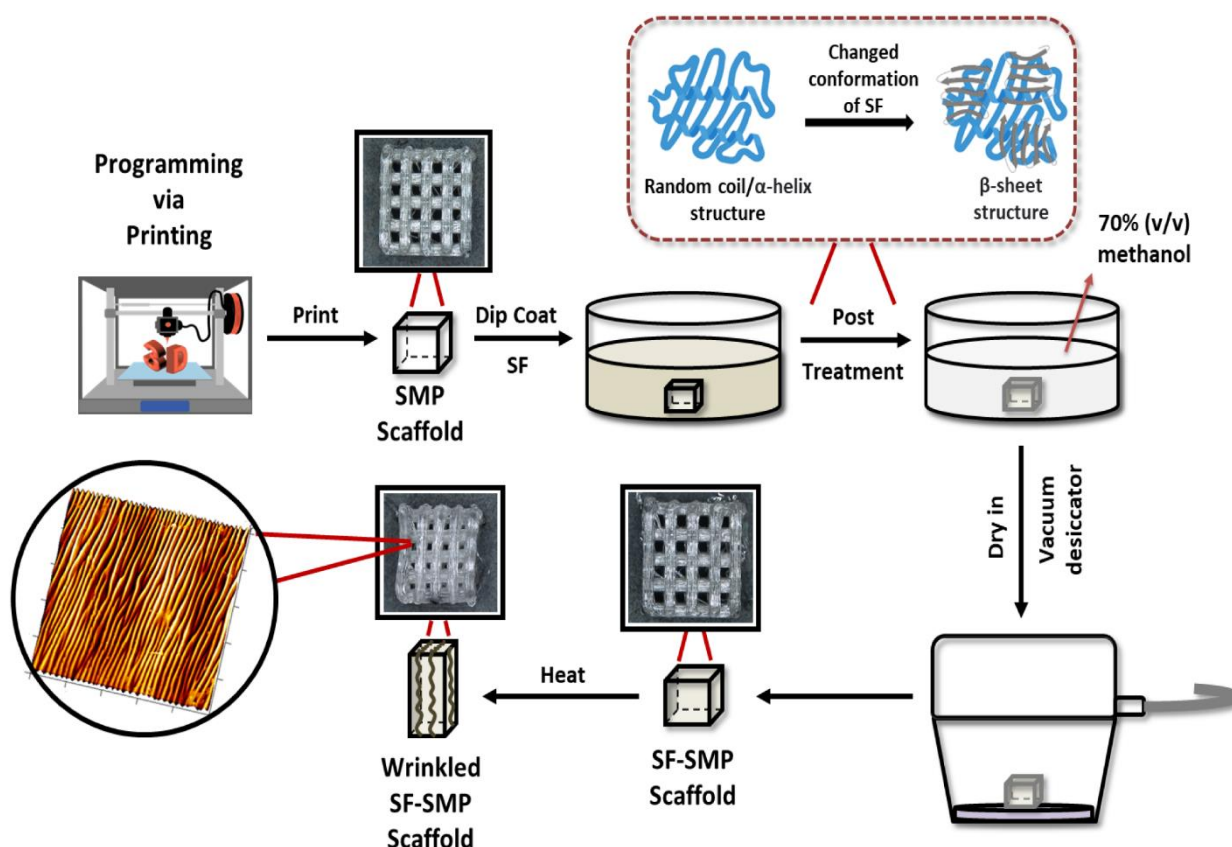 Programming
via
Printing
3D
Print
SMP
Scaffold
Dip Coat
SF
Changed
conformation
of SF
Random coil/α-helix
structure
β-sheet
structure
Post
Treatment
70% (v/v)
methanol
Dry in
Vacuum
desiccator
SF-SMP
Scaffold
Heat
Wrinkled
SF-SMP
Scaffold